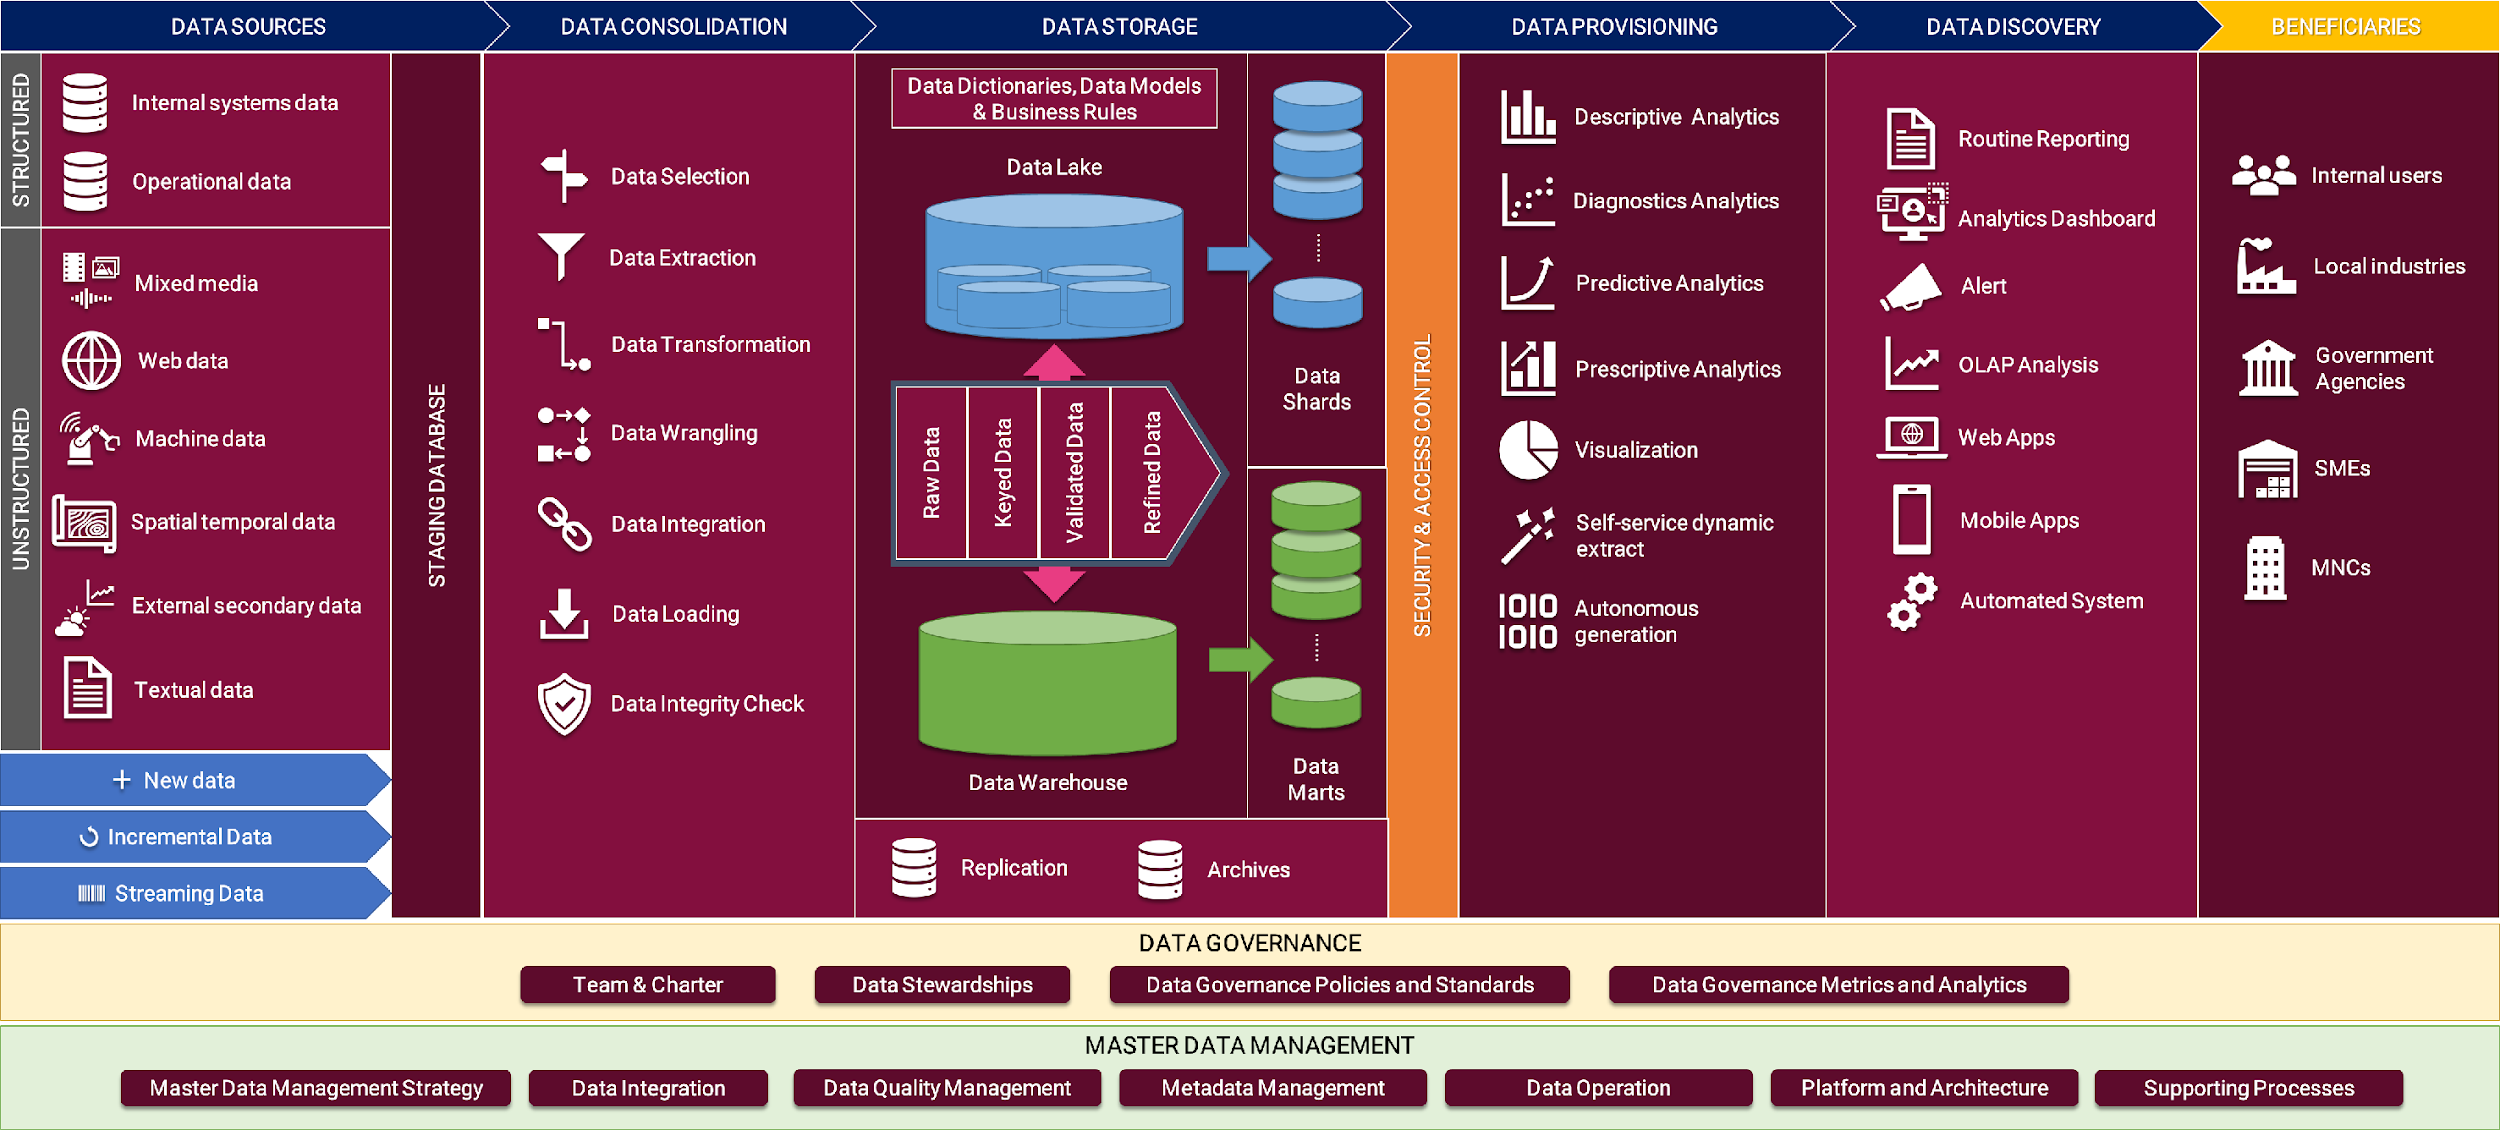 DATA SOURCES
DATA CONSOLIDATION
DATA STORAGE
DATA PROVISIONING
DATA DISCOVERY
BENEFICIARIES
STRUCTURED
Internal systems data
Operational data
UNSTRUCTURED
Mixed media
Web data
Machine data
Spatial temporal data
External secondary data
Textual data
+ New data
Incremental Data
Streaming Data
STAGING DATABASE
Data Selection
Data Extraction
Data Transformation
Data Wrangling
Data Integration
Data Loading
Data Integrity Check
Data Dictionaries, Data Models
& Business Rules
Data Lake
Raw Data
Keyed Data
Validated Data
Refined Data
Data Warehouse
Data
Shards
Data
Marts
Replication
Archives
SECURITY & ACCESS CONTROL
Descriptive Analytics
Diagnostics Analytics
Predictive Analytics
Prescriptive Analytics
Visualization
Self-service dynamic
extract
1010
1010
Autonomous
generation
Routine Reporting
Analytics Dashboard
Alert
OLAP Analysis
Web Apps
Mobile Apps
Automated System
Internal users
Local industries
Government
Agencies
SMEs
MNCs
DATA GOVERNANCE
Team & Charter
Data Stewardships
Data Governance Policies and Standards
Data Governance Metrics and Analytics
MASTER DATA MANAGEMENT
Master Data Management Strategy
Data Integration
Data Quality Management
Metadata Management
Data Operation
Platform and Architecture
Supporting Processes